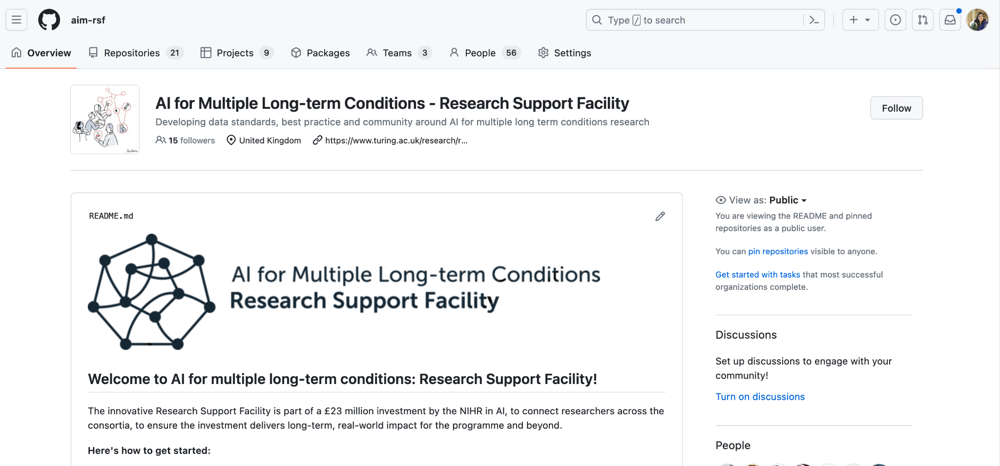 aim-rsf
Type / to search
Overview
Repositories 21
Projects 9
Packages
Teams 3
People 56
Settings
AI for Multiple Long-term Conditions - Research Support Facility
Follow
Developing data standards, best practice and community around AI for multiple long term conditions research
15 followers
United Kingdom
https://www.turing.ac.uk/research/r...
README.md
AI for Multiple Long-term Conditions
Research Support Facility
Welcome to AI for multiple long-term conditions: Research Support Facility!
The innovative Research Support Facility is part of a £23 million investment by the NIHR in AI, to connect researchers across the
consortia, to ensure the investment delivers long-term, real-world impact for the programme and beyond.
Here's how to get started:
View as: Public
You are viewing the README and pinned
repositories as a public user.
You can pin repositories visible to anyone.
Get started with tasks that most successful
organizations complete.
Discussions
Set up discussions to engage with your
community!
Turn on discussions
People